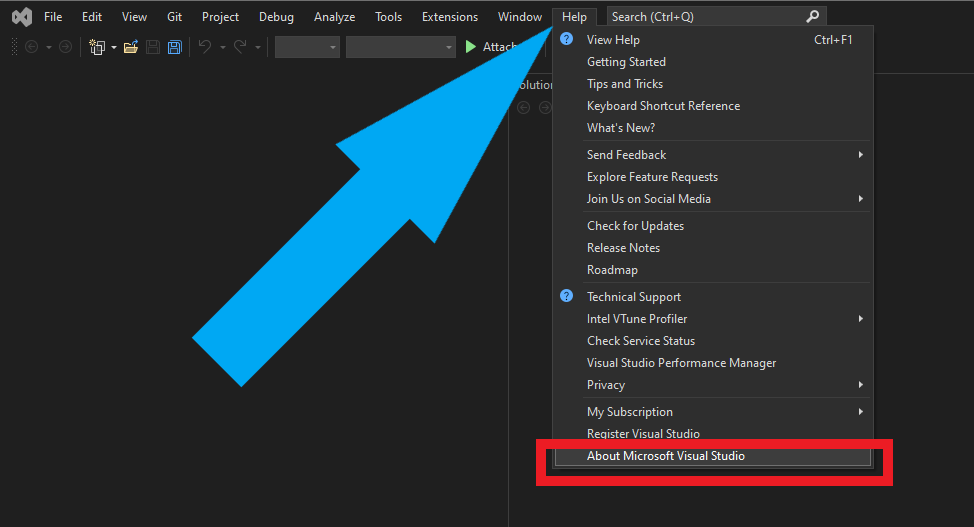 File Edit View Git Project Debug Analyze Tools Extensions Window Help Search (Ctrl+Q)
Attach
olution
View Help Ctrl+F1
Getting Started
Tips and Tricks
Keyboard Shortcut Reference
What's New?
Send Feedback
Explore Feature Requests
Join Us on Social Media
Check for Updates
Release Notes
Roadmap
Technical Support
Intel VTune Profiler
Check Service Status
Visual Studio Performance Manager
Privacy
My Subscription
Register Visual Studio
About Microsoft Visual Studio